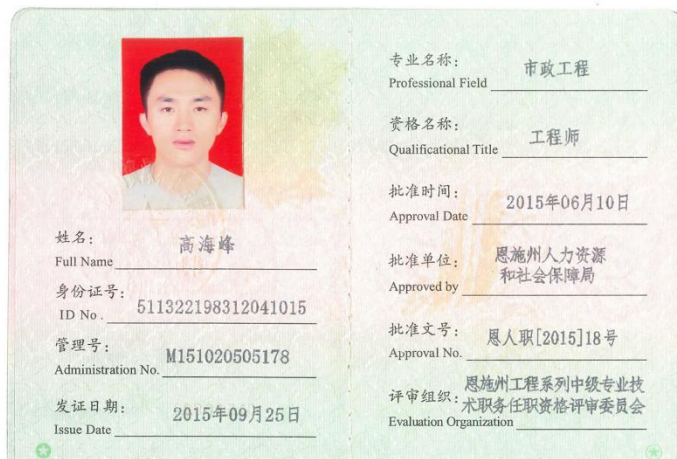 姓名：
Full Name 高海峰
身份证号：
ID No. 511322198312041015
管理号：
Administration No. M151020505178
发证日期：
Issue Date 2015年09月25日
专业名称：
Professional Field 市政工程
资格名称：
Qualificational Title 工程师
批准时间：
Approval Date 2015年06月10日
批准单位：
Approved by 恩施州人力资源
和社会保障局
批准文号：
Approval No. 恩人职[2015]18号
评审组织：
Evaluation Organization 恩施州工程系列中级专业技
术职务任职资格评审委员会